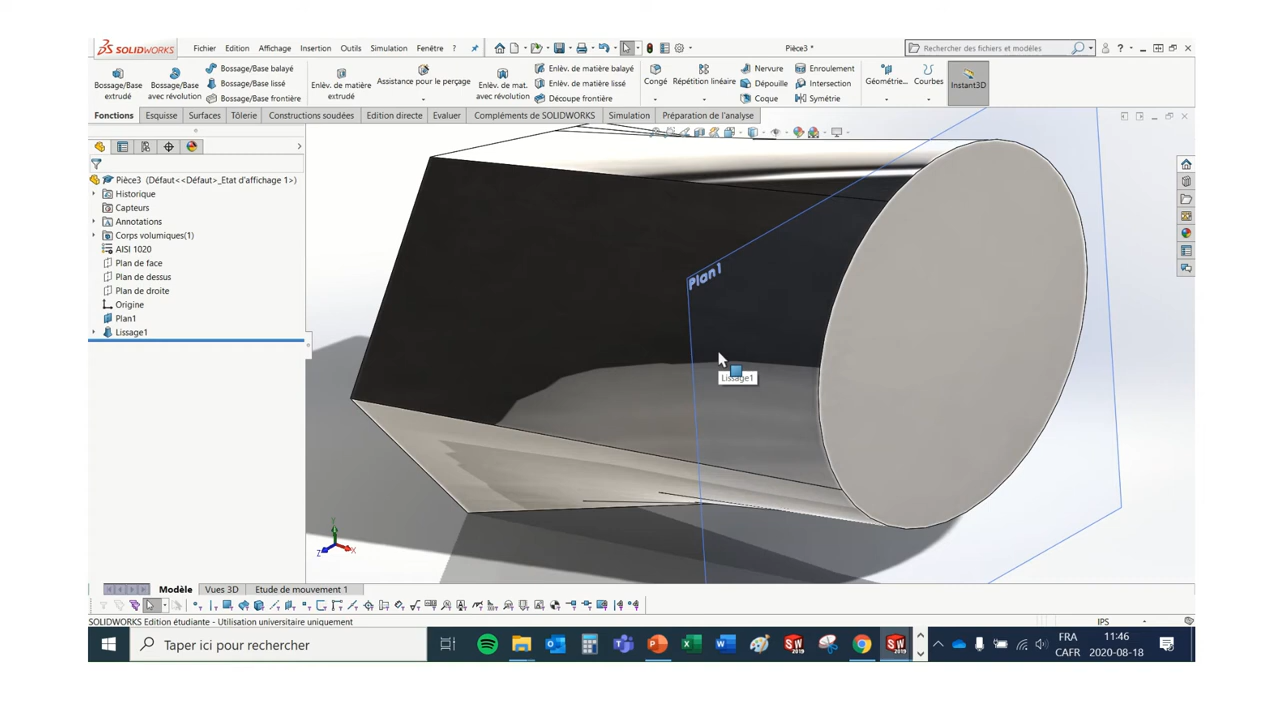 SOLIDWORKS
Fichier Edition Affichage Insertion Outils Simulation Fenêtre ?
Pièce3 *
Rechercher des fichiers et modèles
Bossage/Base extrudé
Bossage/Base avec révolution
Bossage/Base balayé
Bossage/Base lissé
Bossage/Base frontière
Enlèv. de matière extrudé
Assistance pour le perçage
Enlèv. de mat. avec révolution
Enlèv. de matière balayé
Enlèv. de matière lissé
Découpe frontière
Congé
Répétition linéaire
Nervure
Dépouille
Coque
Enroulement
Intersection
Symétrie
Géométrie...
Courbes
Instant3D
Fonctions Esquisse Surfaces Tôlerie Constructions soudées Edition directe Evaluer Compléments de SOLIDWORKS Simulation Préparation de l'analyse
Pièce3 (Défaut<<Défaut>_Etat d'affichage 1>)
Historique
Capteurs
Annotations
Corps volumiques(1)
AISI 1020
Plan de face
Plan de dessus
Plan de droite
Origine
Plan1
Lissage1
Plan1
Lissage1
Y
Z
X
Modèle Vues 3D Etude de mouvement 1
SOLIDWORKS Edition étudiante - Utilisation universitaire uniquement
IPS
Taper ici pour rechercher
FRA
CAFR
11:46
2020-08-18